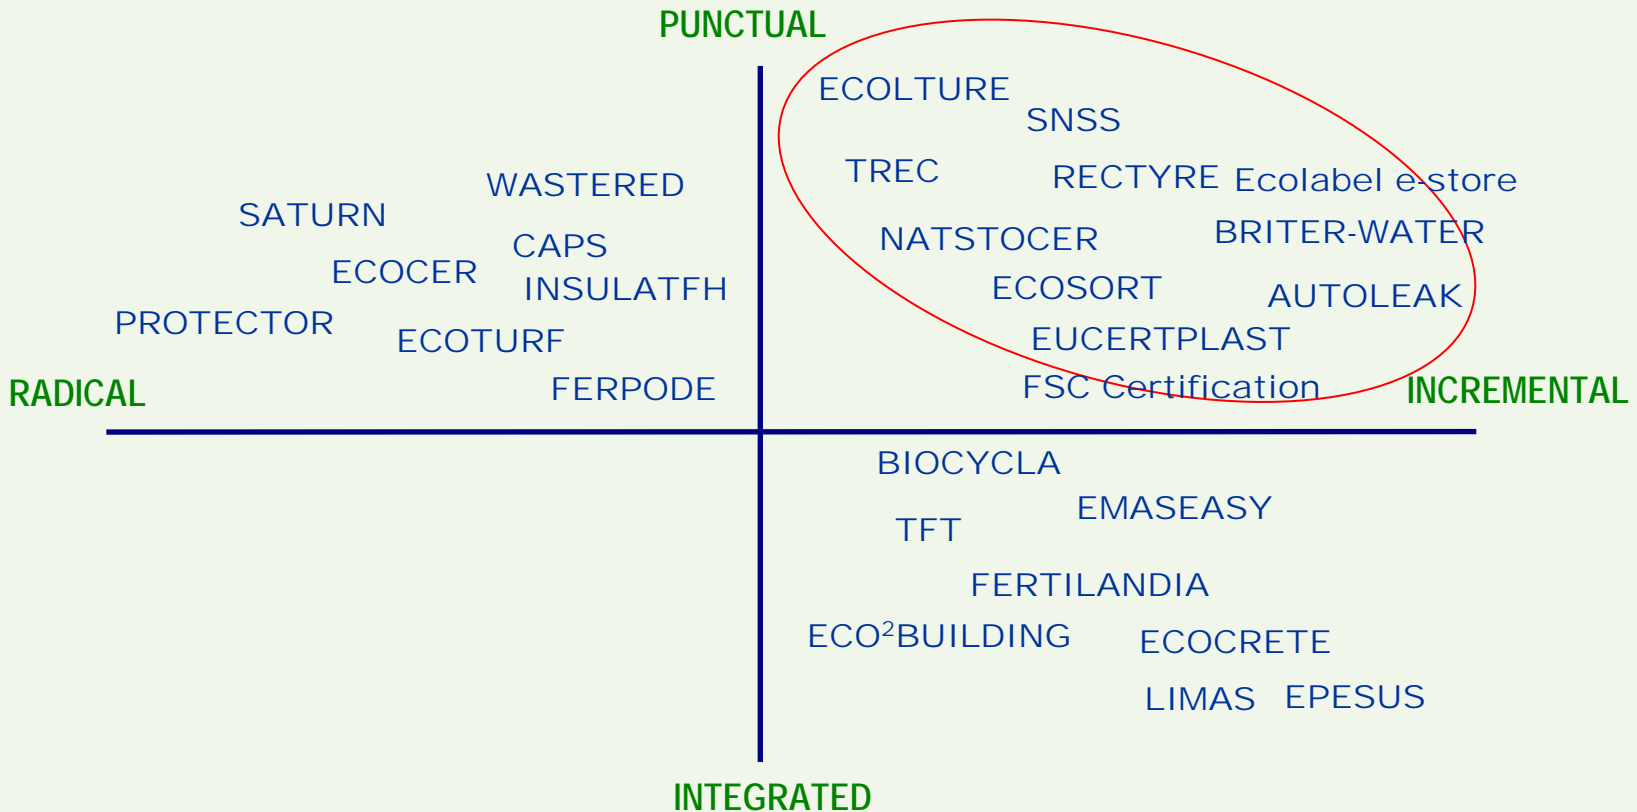 PUNCTUAL
ECOLTURE
SNSS
TREC
RECTYRE
Ecolabel e-store
WASTERED
SATURN
NATSTOCER
BRITER-WATER
CAPS
ECOCER
INSULATFH
ECOSORT
AUTOLEAK
PROTECTOR
ECOTURF
EUCERTPLAST
FERPODE
FSC Certification
RADICAL
INCREMENTAL
BIOCYCLA
EMASEASY
TFT
FERTILANDIA
ECO²BUILDING
ECOCRETE
LIMAS
EPESUS
INTEGRATED